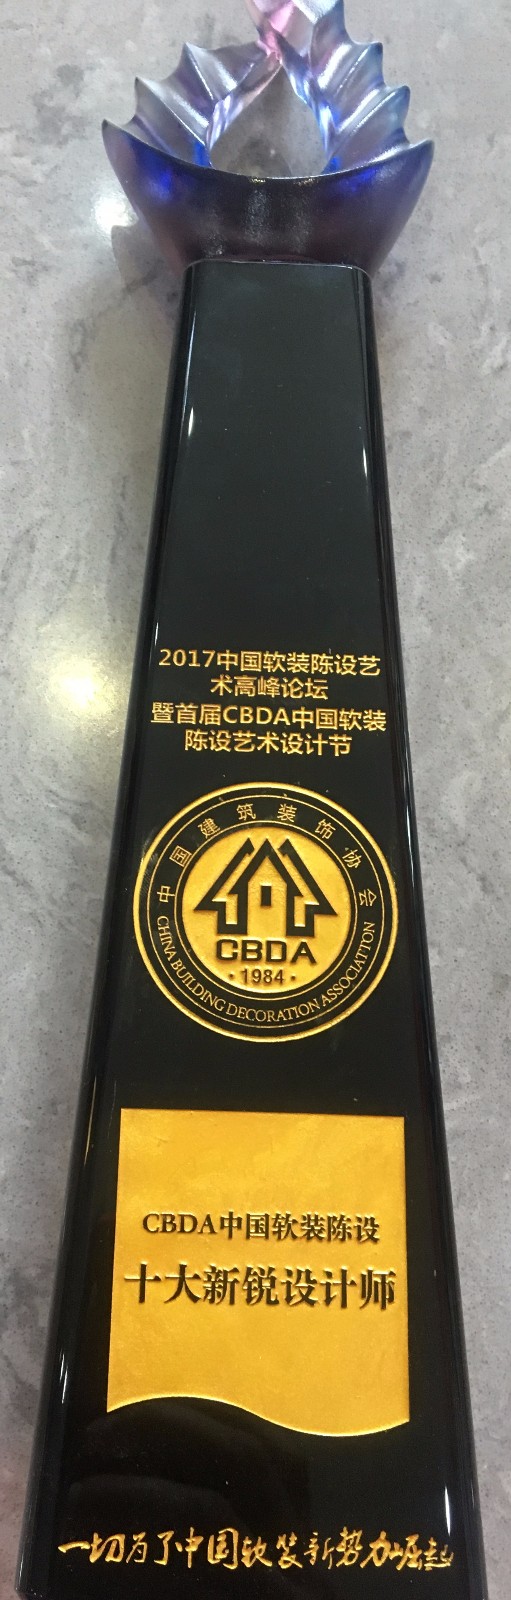 2017中国软装陈设艺
术高峰论坛
暨首届CBDA中国软装
陈设艺术设计节
中国建筑装饰协会
CBDA
·1984·
CHINA BUILDING DECORATION ASSOCIATION
CBDA中国软装陈设
十大新锐设计师
一切为了中国软装新势力崛起